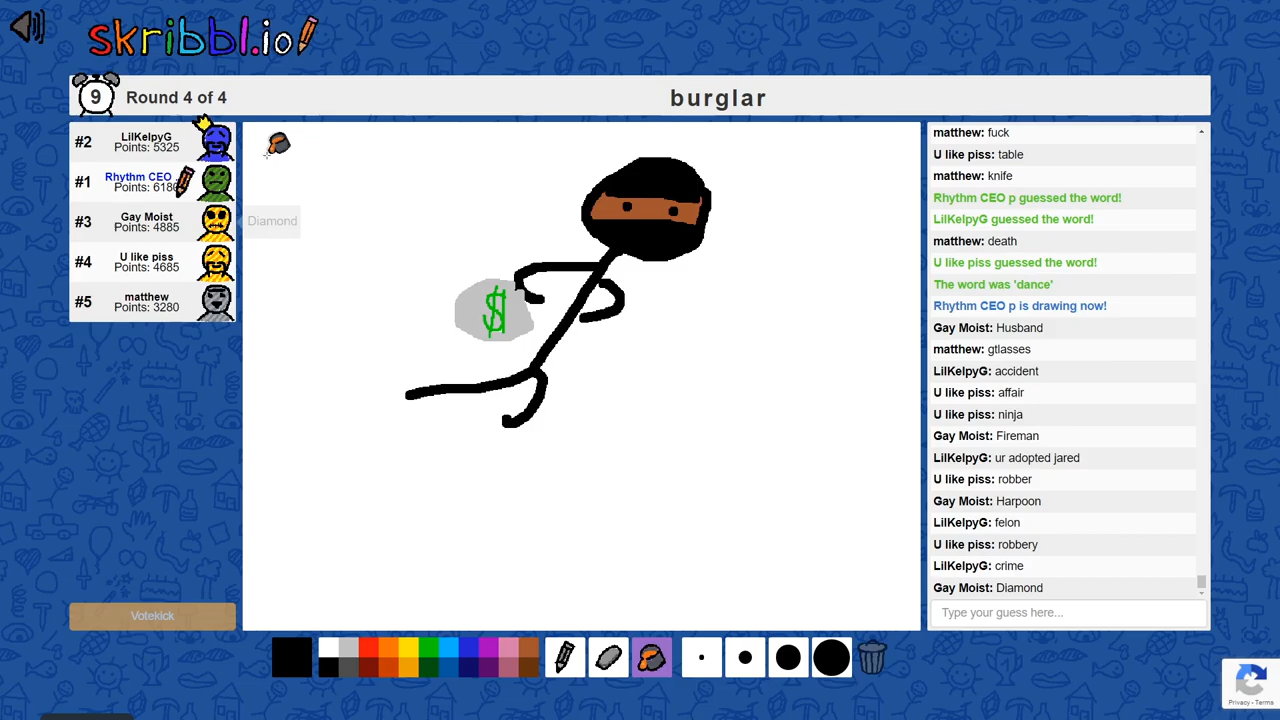 skribbl.io
9
Round 4 of 4
burglar
#2
LilKelpyG
Points: 5325
#1
Rhythm CEO
Points: 6180
#3
Gay Moist
Points: 4885
#4
U like piss
Points: 4685
#5
matthew
Points: 3280
Votekick
Diamond
$
matthew: fuck
U like piss: table
matthew: knife
Rhythm CEO p guessed the word!
LilKelpyG guessed the word!
matthew: death
U like piss guessed the word!
The word was 'dance'
Rhythm CEO p is drawing now!
Gay Moist: Husband
matthew: gtlasses
LilKelpyG: accident
U like piss: affair
U like piss: ninja
Gay Moist: Fireman
LilKelpyG: ur adopted jared
U like piss: robber
Gay Moist: Harpoon
LilKelpyG: felon
U like piss: robbery
LilKelpyG: crime
Gay Moist: Diamond
Type your guess here...
Privacy - Terms